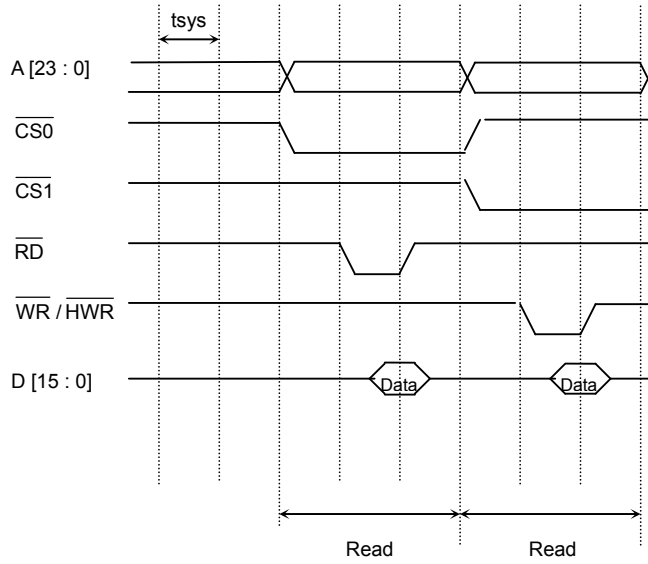 tsys
A [23 : 0]
CS0
CS1
RD
WR / HWR
D [15 : 0]
Data
Data
Read
Read